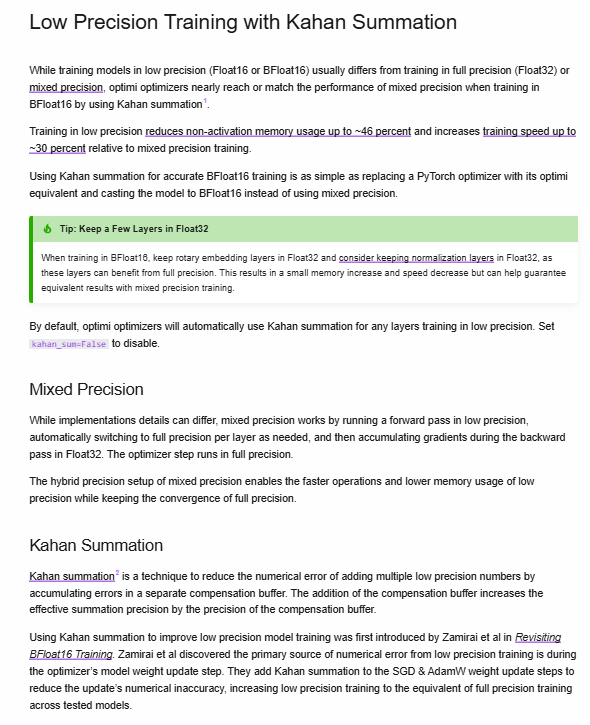 Low Precision Training with Kahan Summation
While training models in low precision (Float16 or BFloat16) usually differs from training in full precision (Float32) or
mixed precision, optimi optimizers nearly reach or match the performance of mixed precision when training in
BFloat16 by using Kahan summation¹.
Training in low precision reduces non-activation memory usage up to ~46 percent and increases training speed up to
~30 percent relative to mixed precision training.
Using Kahan summation for accurate BFloat16 training is as simple as replacing a PyTorch optimizer with its optimi
equivalent and casting the model to BFloat16 instead of using mixed precision.
Tip: Keep a Few Layers in Float32
When training in BFloat16, keep rotary embedding layers in Float32 and consider keeping normalization layers in Float32, as
these layers can benefit from full precision. This results in a small memory increase and speed decrease but can help guarantee
equivalent results with mixed precision training.
By default, optimi optimizers will automatically use Kahan summation for any layers training in low precision. Set
kahan_sum=False to disable.
Mixed Precision
While implementations details can differ, mixed precision works by running a forward pass in low precision,
automatically switching to full precision per layer as needed, and then accumulating gradients during the backward
pass in Float32. The optimizer step runs in full precision.
The hybrid precision setup of mixed precision enables the faster operations and lower memory usage of low
precision while keeping the convergence of full precision.
Kahan Summation
Kahan summation² is a technique to reduce the numerical error of adding multiple low precision numbers by
accumulating errors in a separate compensation buffer. The addition of the compensation buffer increases the
effective summation precision by the precision of the compensation buffer.
Using Kahan summation to improve low precision model training was first introduced by Zamirai et al in Revisiting
BFloat16 Training. Zamirai et al discovered the primary source of numerical error from low precision training is during
the optimizer's model weight update step. They add Kahan summation to the SGD & AdamW weight update steps to
reduce the update's numerical inaccuracy, increasing low precision training to the equivalent of full precision training
across tested models.